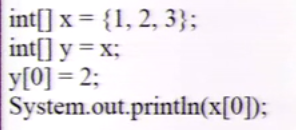 int[] x = {1, 2, 3};
int[] y = x;
y[0] = 2;
System.out.println(x[0]);